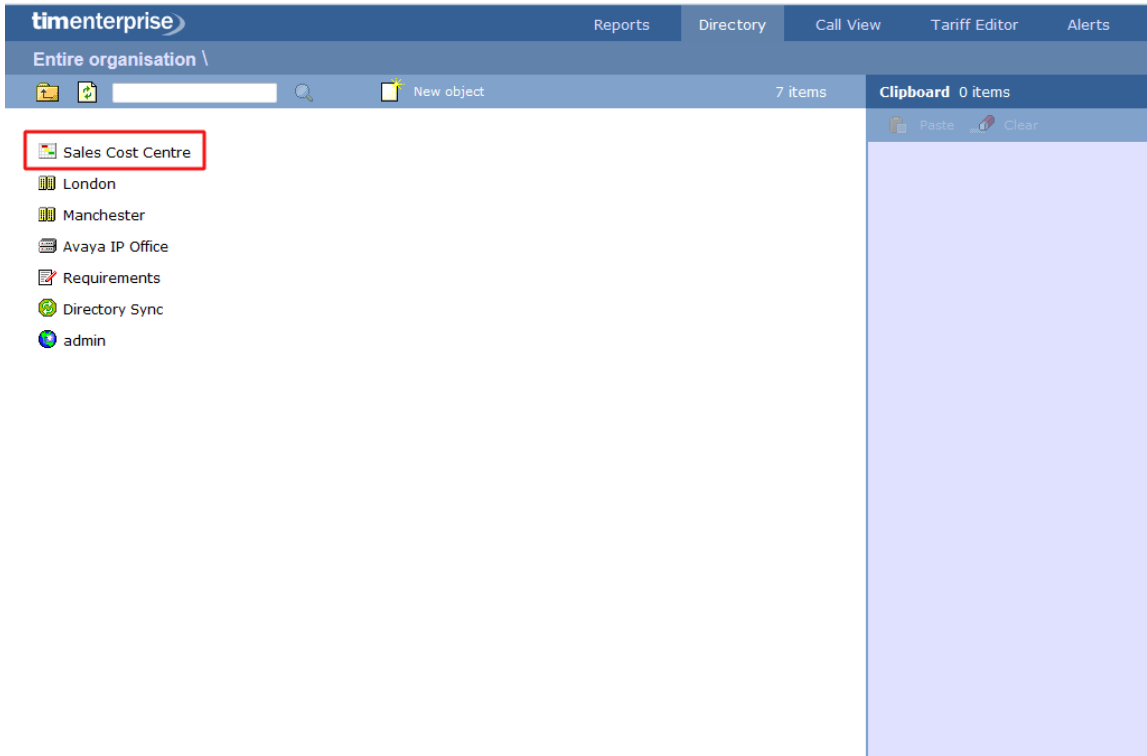 timenterprise
Reports Directory Call View Tariff Editor Alerts
Entire organisation \
New object 7 items Clipboard 0 items
Paste Clear
Sales Cost Centre
London
Manchester
Avaya IP Office
Requirements
Directory Sync
admin